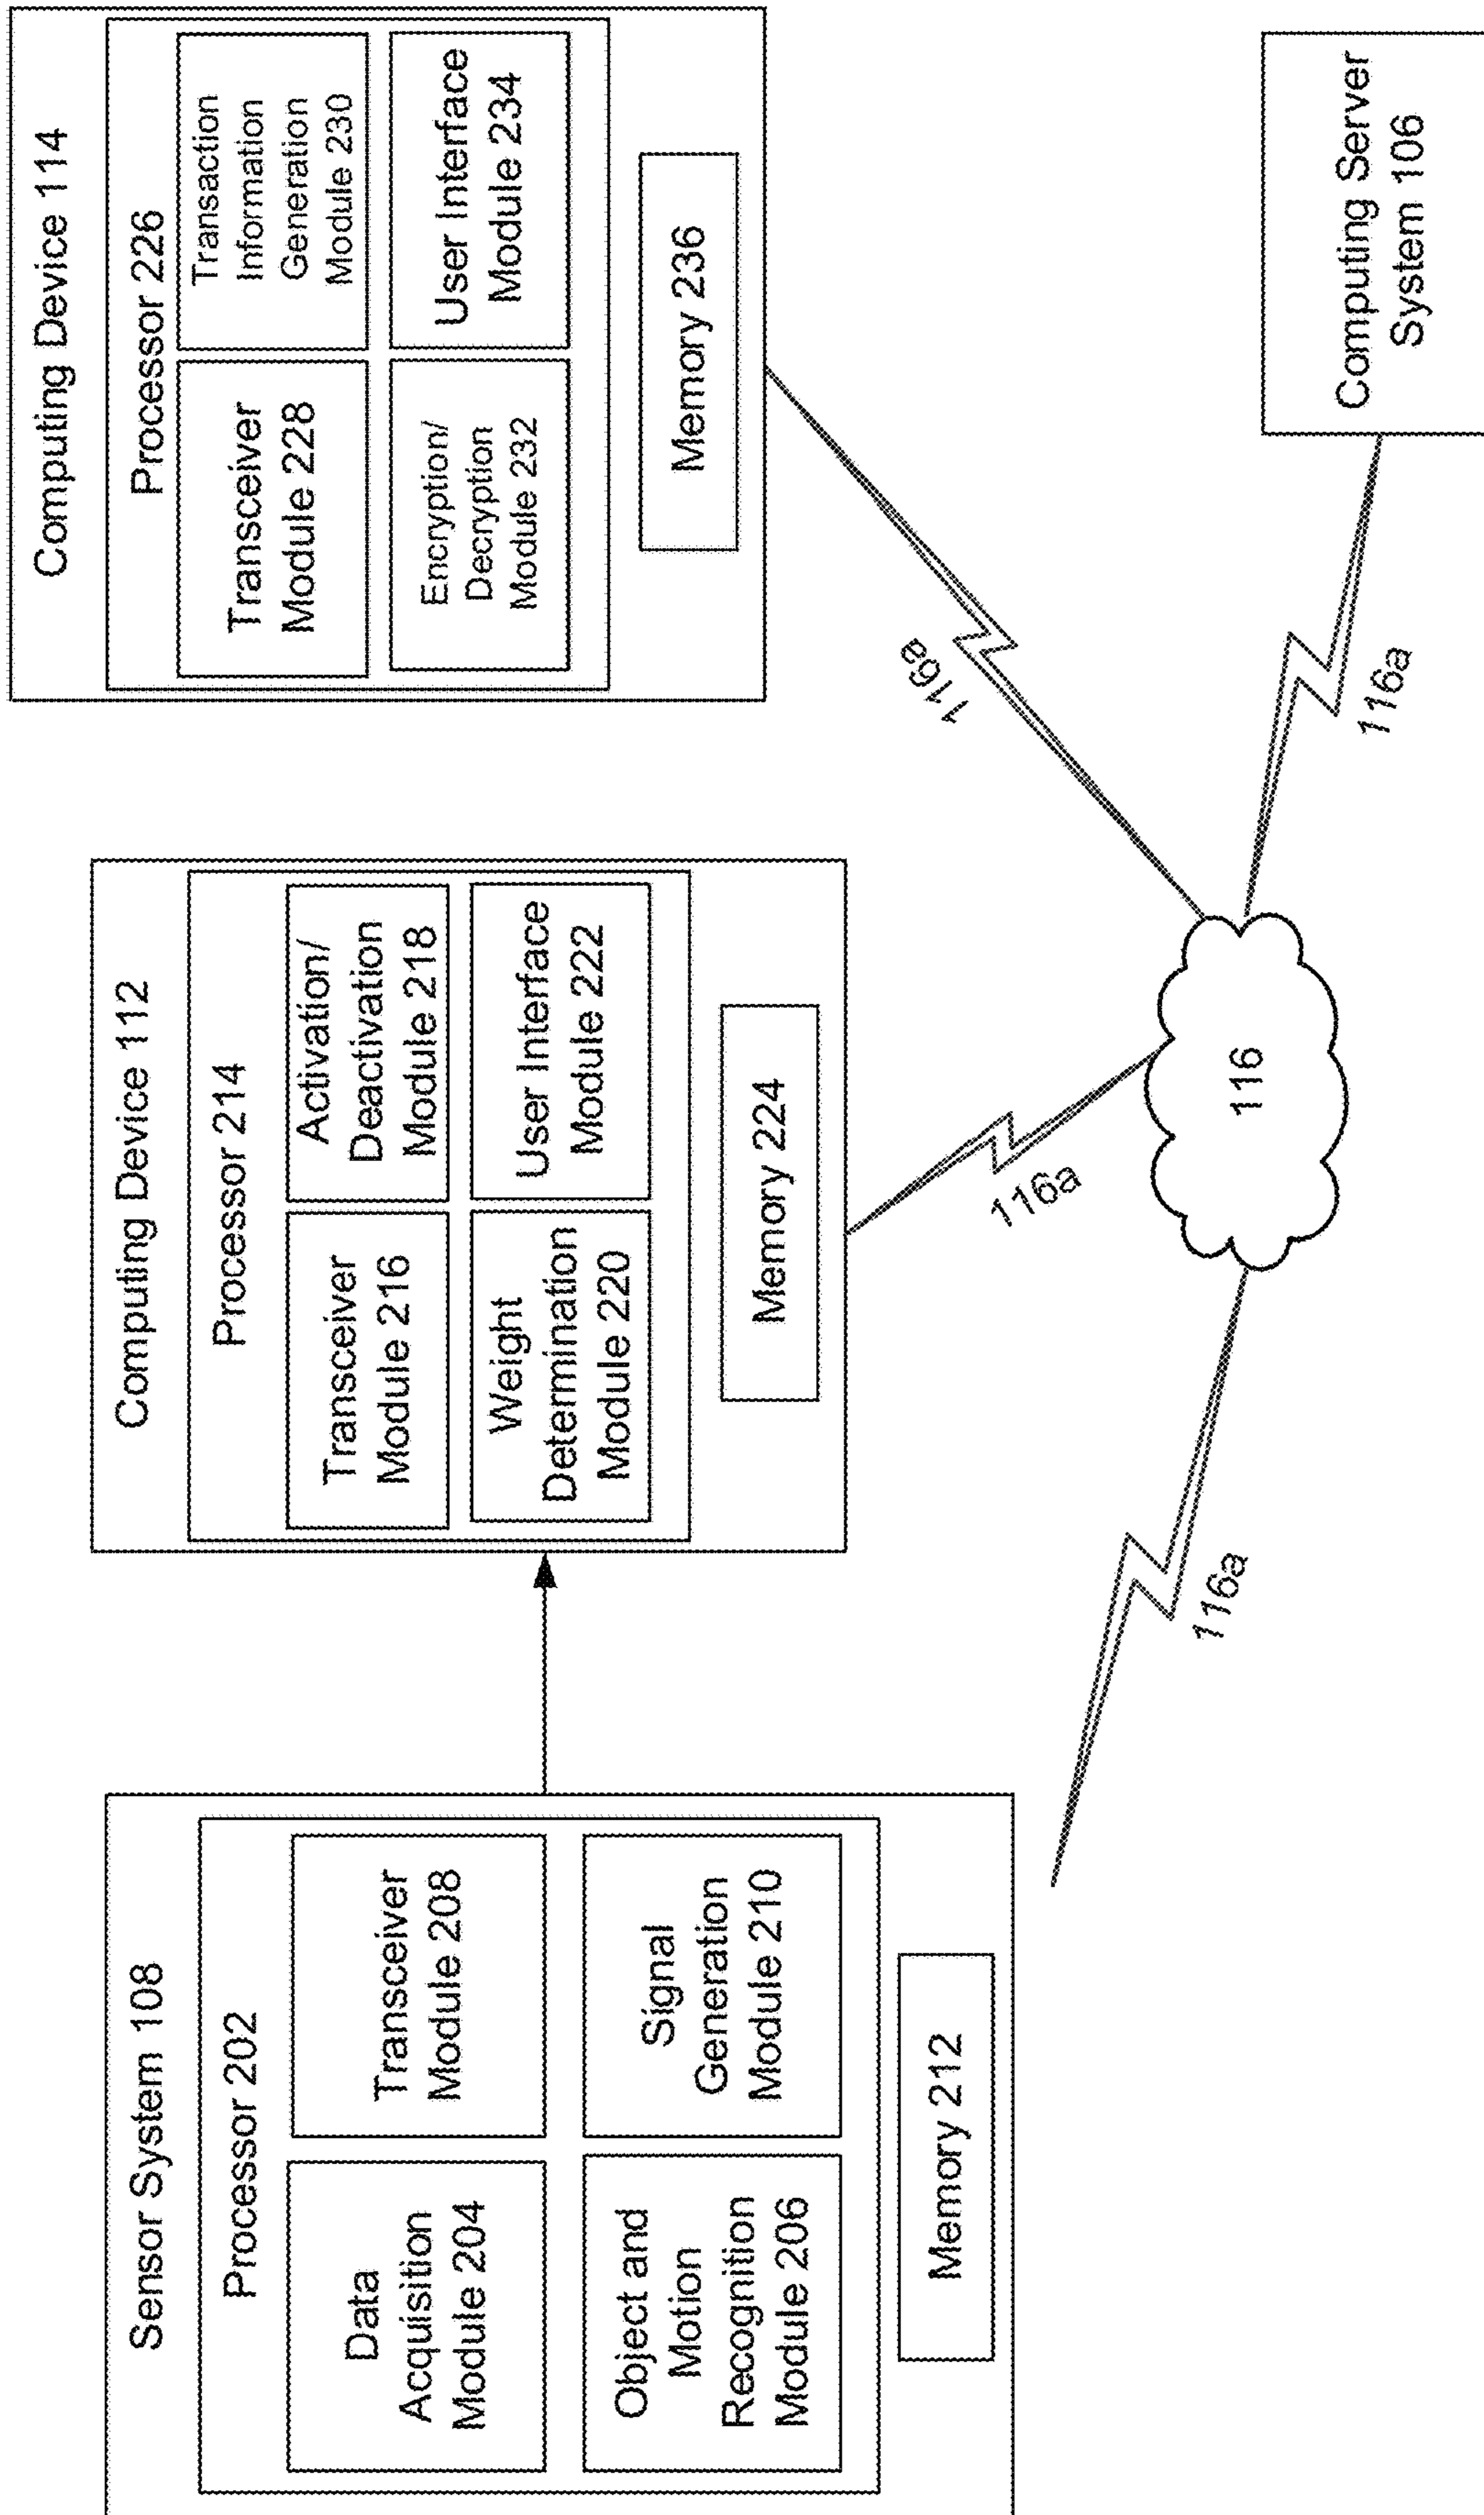 Sensor System 108
Processor 202
Data
Acquisition
Module 204
Transceiver
Module 208
Object and
Motion
Recognition
Module 206
Signal
Generation
Module 210
Memory 212
Computing Device 112
Processor 214
Transceiver
Module 216
Activation/
Deactivation
Module 218
Weight
Determination
Module 220
User Interface
Module 222
Memory 224
Computing Device 114
Processor 226
Transceiver
Module 228
Transaction
Information
Generation
Module 230
Encryption/
Decryption
Module 232
User Interface
Module 234
Memory 236
116a
116a
116a
116a
116
Computing Server
System 106